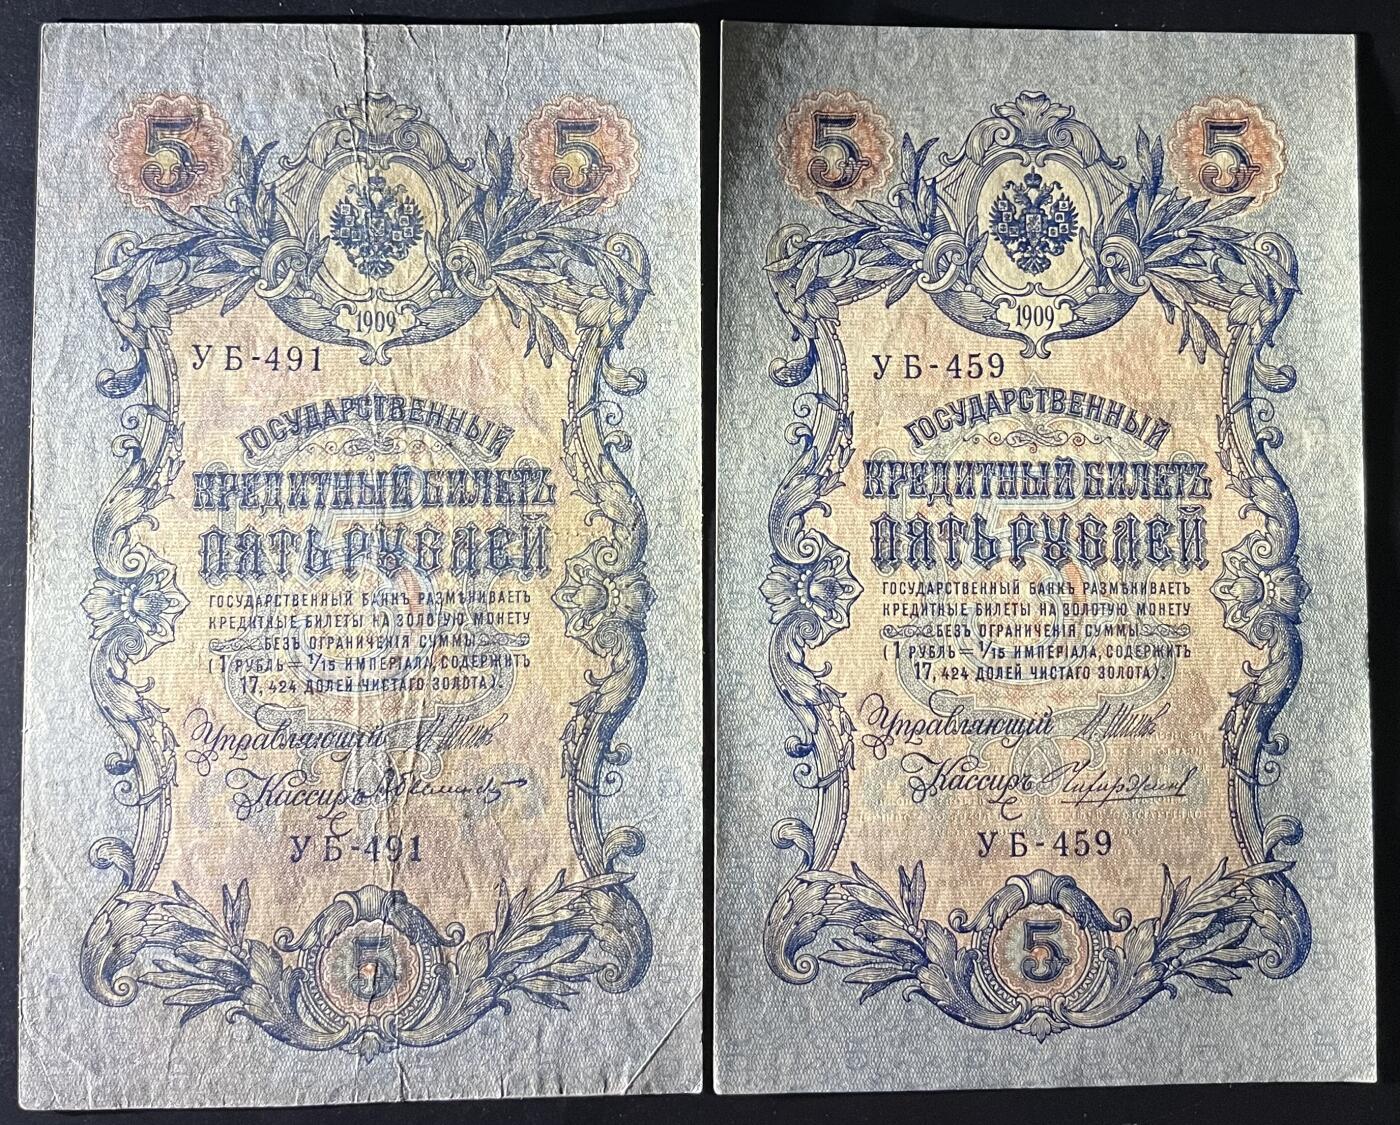 5 5
1909
УБ-491
ГОСУДАРСТВЕННЫЙ
КРЕДИТНЫЙ БИЛЕТЪ
ПЯТЬ РУБЛЕЙ
ГОСУДАРСТВЕННЫЙ БАНКЪ РАЗМѢНИВАЕТЪ
КРЕДИТНЫЕ БИЛЕТЫ НА ЗОЛОТУЮ МОНЕТУ
БЕЗЪ ОГРАНИЧЕНІЯ СУММЫ
(1 РУБЛЬ = 1/15 ИМПЕРІАЛА, СОДЕРЖИТЪ
17,424 ДОЛЕЙ ЧИСТАГО ЗОЛОТА).
Управляющій
Кассиръ
УБ-491
5
5 5
1909
УБ-459
ГОСУДАРСТВЕННЫЙ
КРЕДИТНЫЙ БИЛЕТЪ
ПЯТЬ РУБЛЕЙ
ГОСУДАРСТВЕННЫЙ БАНКЪ РАЗМѢНИВАЕТЪ
КРЕДИТНЫЕ БИЛЕТЫ НА ЗОЛОТУЮ МОНЕТУ
БЕЗЪ ОГРАНИЧЕНІЯ СУММЫ
(1 РУБЛЬ = 1/15 ИМПЕРІАЛА, СОДЕРЖИТЪ
17,424 ДОЛЕЙ ЧИСТАГО ЗОЛОТА).
Управляющій
Кассиръ
УБ-459
5